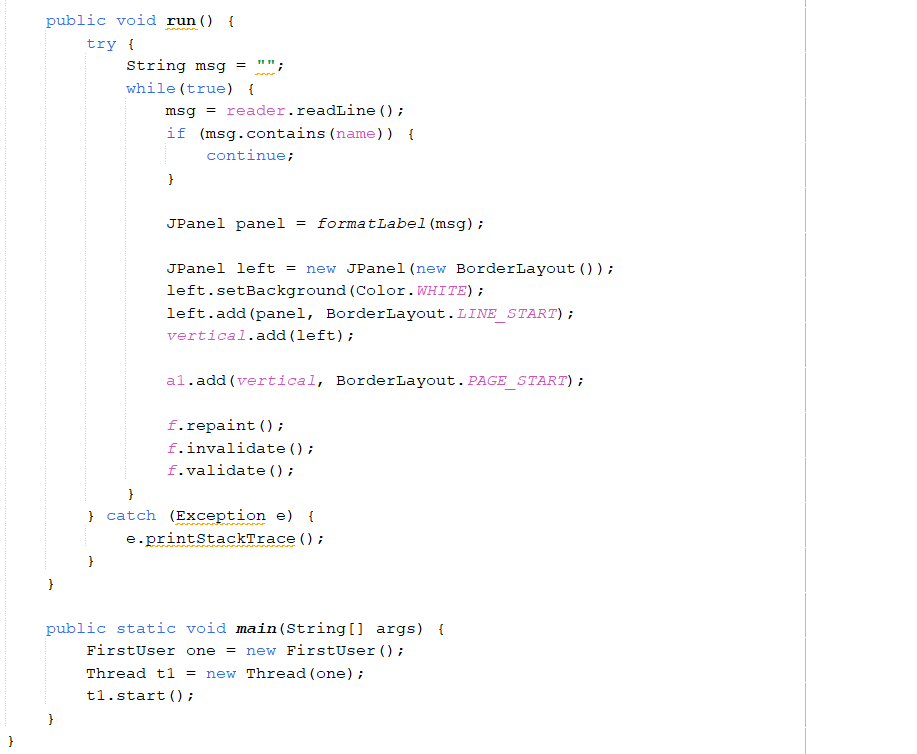 public void run() {
    try {
        String msg = "";
        while(true) {
            msg = reader.readLine();
            if (msg.contains(name)) {
                continue;
            }

            JPanel panel = formatLabel(msg);

            JPanel left = new JPanel(new BorderLayout());
            left.setBackground(Color.WHITE);
            left.add(panel, BorderLayout.LINE_START);
            vertical.add(left);

            a1.add(vertical, BorderLayout.PAGE_START);

            f.repaint();
            f.invalidate();
            f.validate();
        }
    } catch (Exception e) {
        e.printStackTrace();
    }
}

public static void main(String[] args) {
    FirstUser one = new FirstUser();
    Thread t1 = new Thread(one);
    t1.start();
}
}